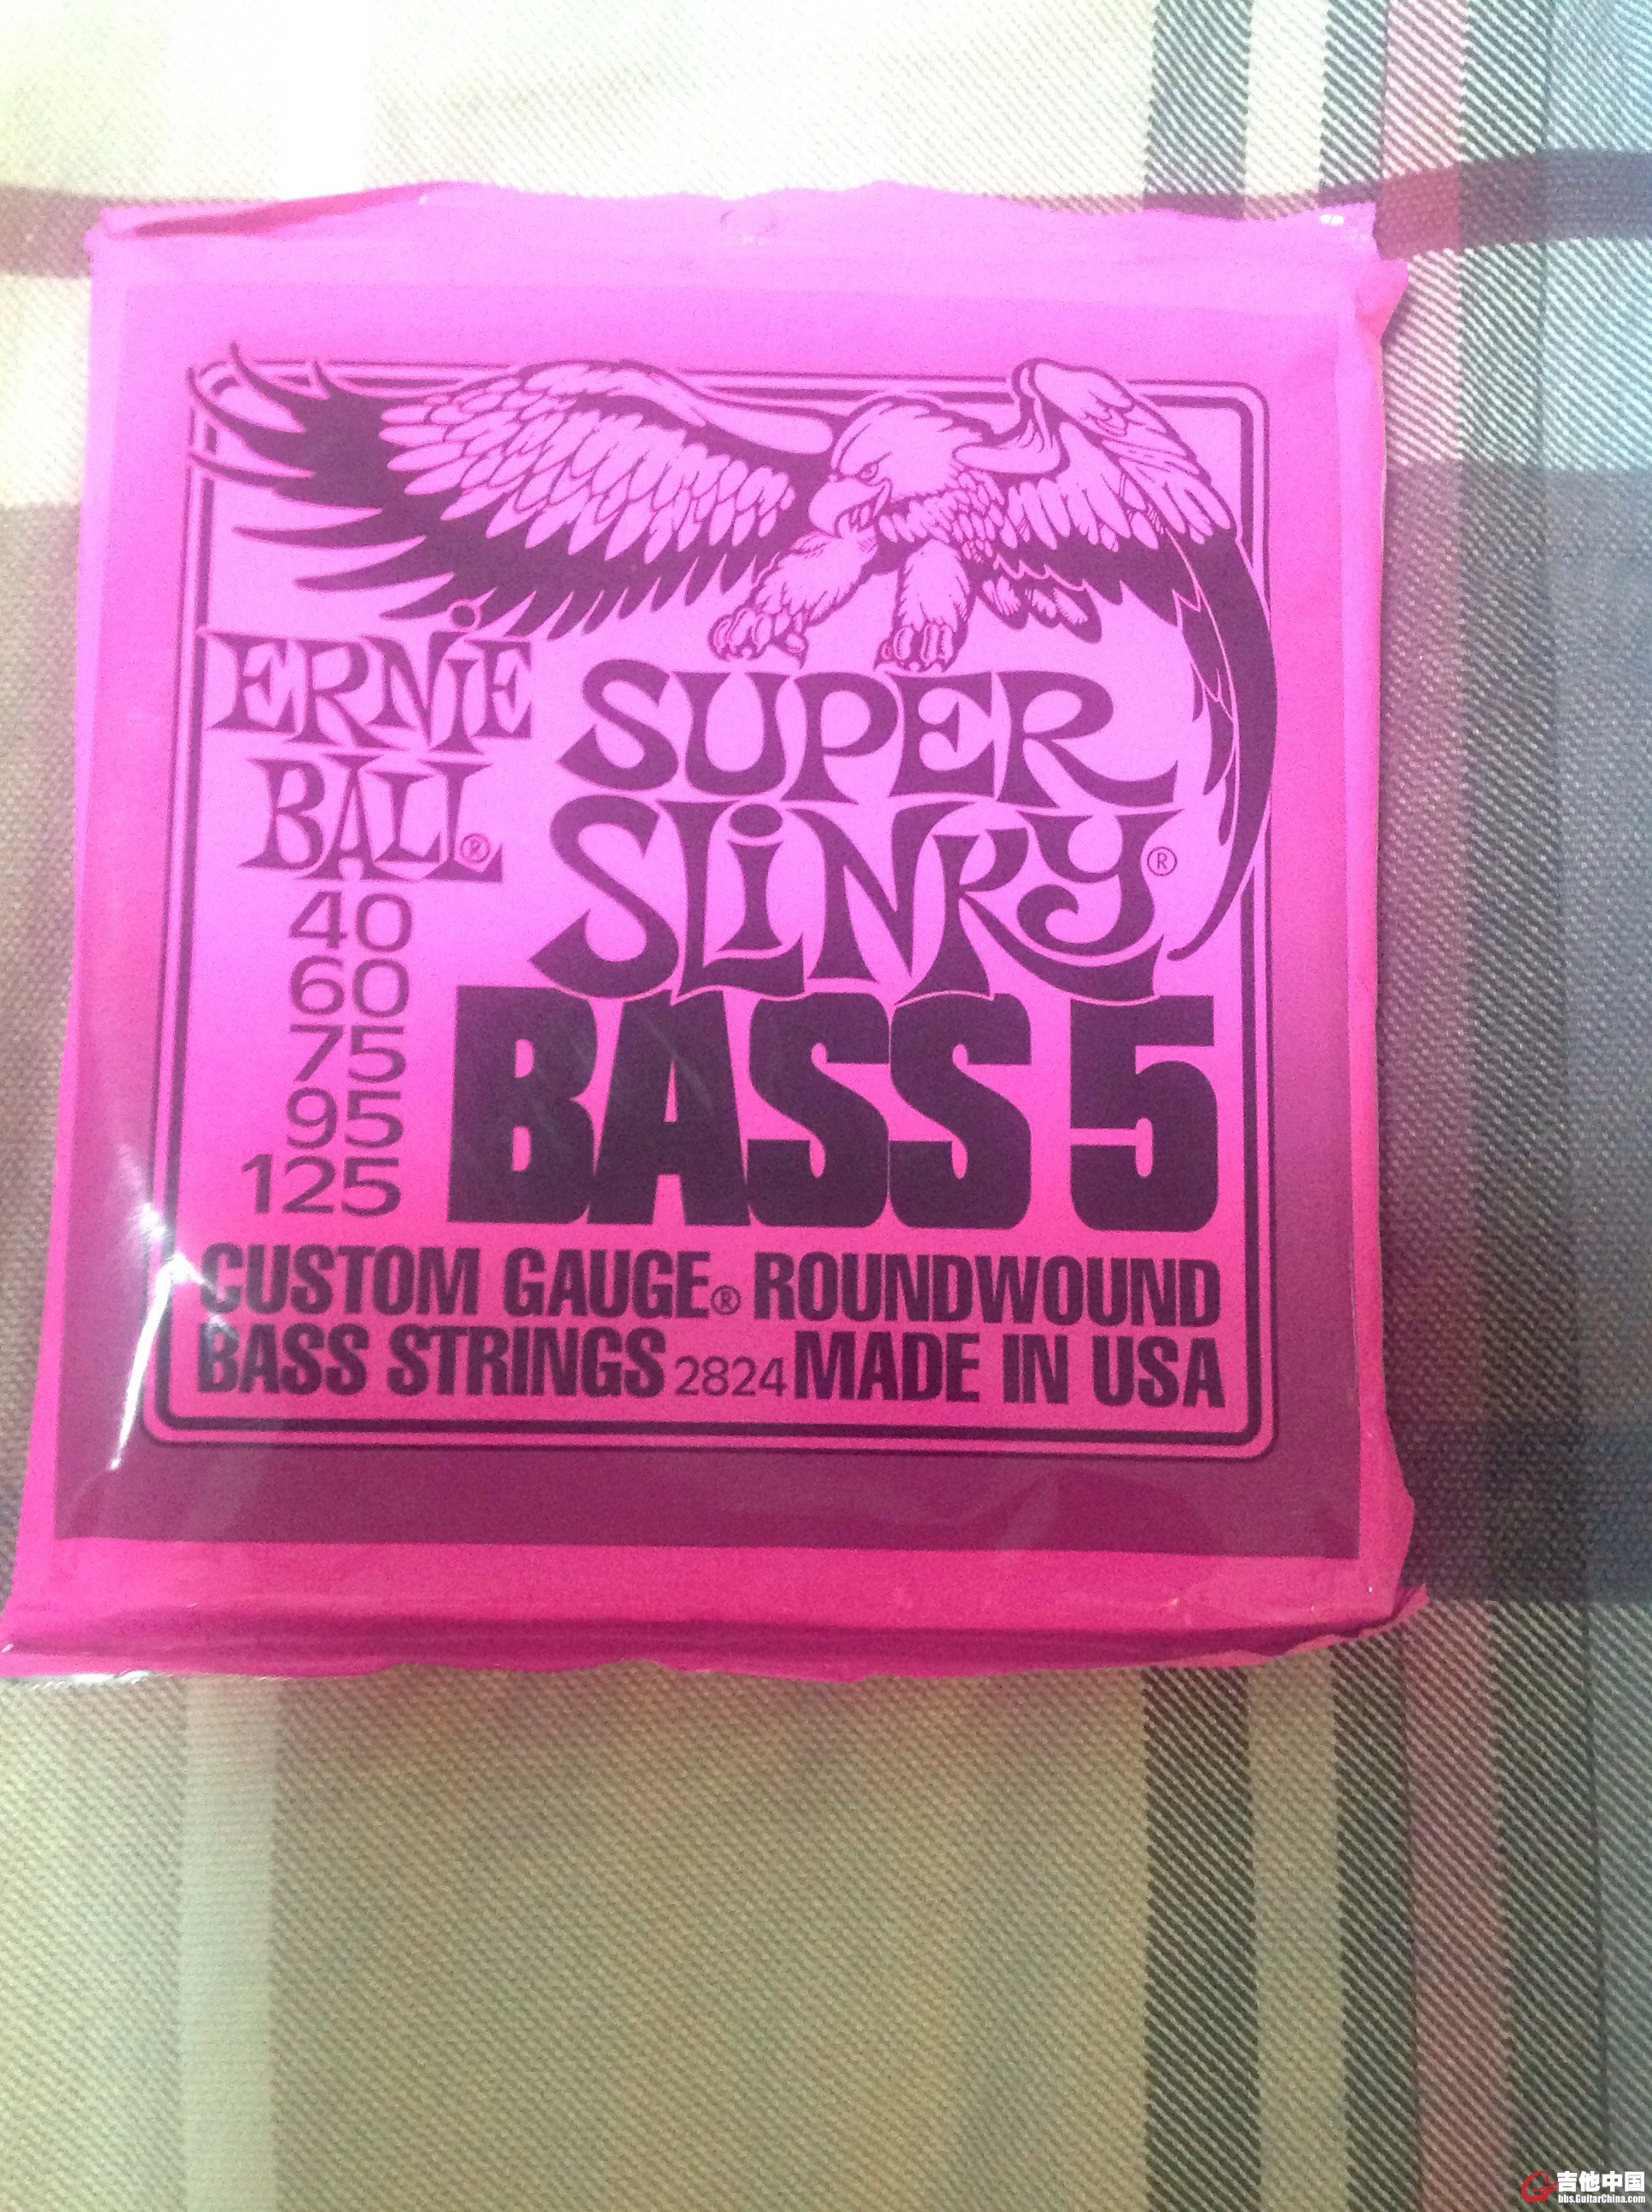 ERNiE
BALL®
SUPER
SLiNKY®
40
60
75
95
125
BASS 5
CUSTOM GAUGE® ROUNDWOUND
BASS STRINGS 2824 MADE IN USA
吉他中国
bbs.GuitarChina.com